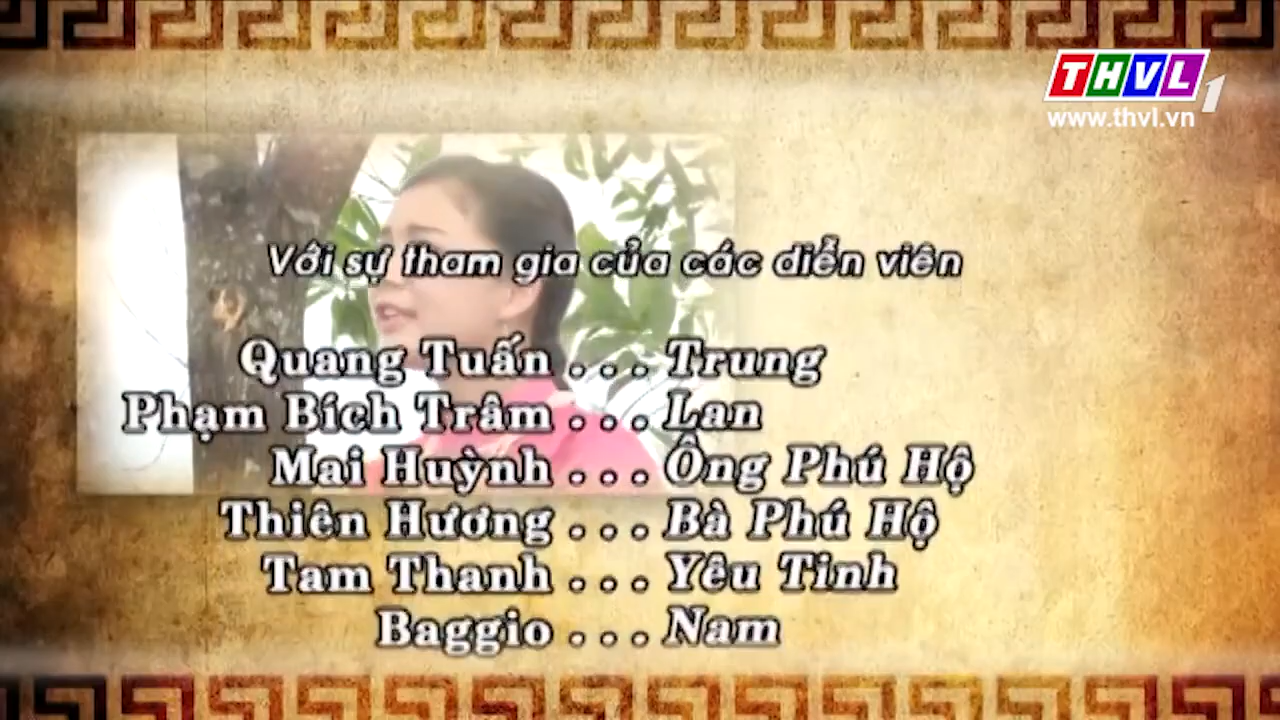 THVL1
www.thvl.vn
Với sự tham gia của các diễn viên
Quang Tuấn . . . Trung
Phạm Bích Trâm . . . Lan
Mai Huỳnh . . . Ông Phú Hộ
Thiên Hương . . . Bà Phú Hộ
Tam Thanh . . . Yêu Tinh
Baggio . . . Nam